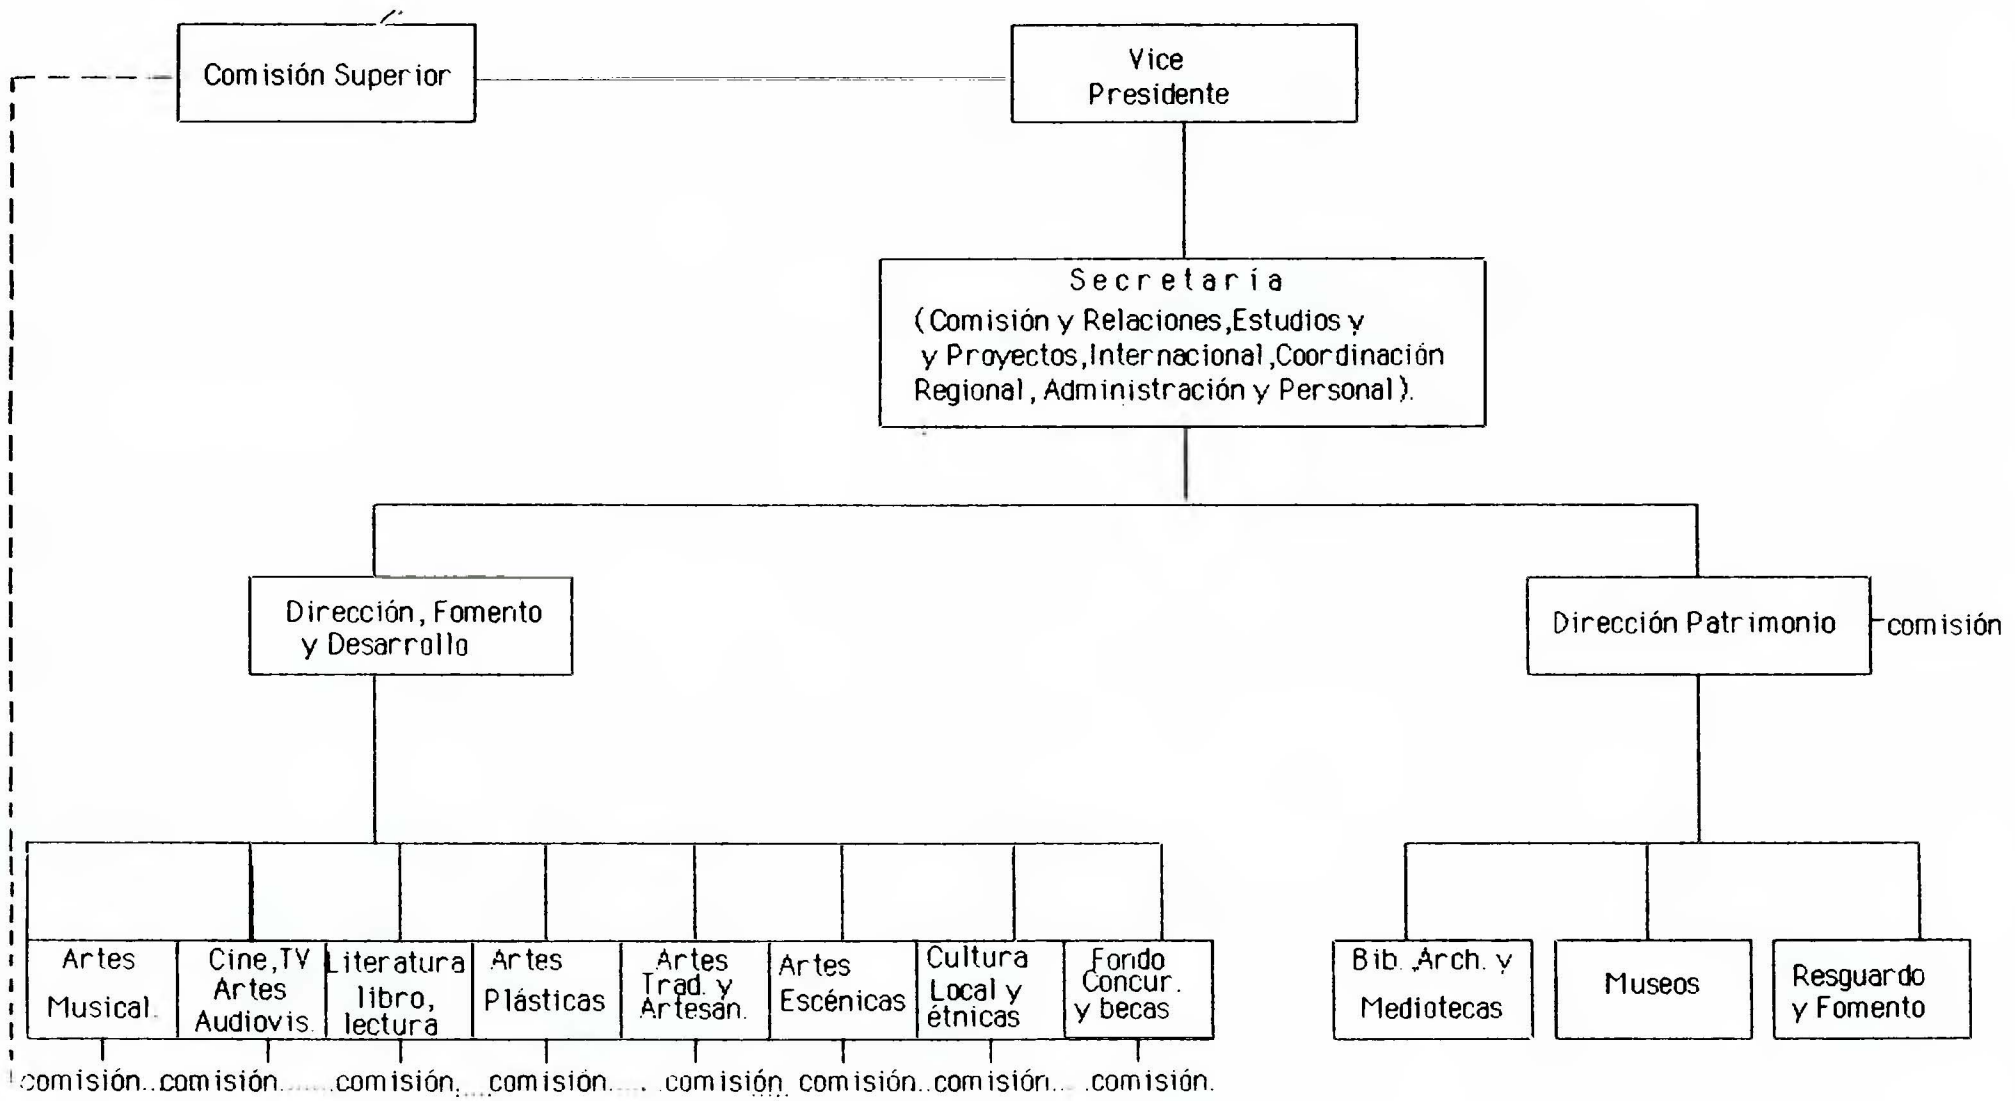 Comisión Superior
Vice
Presidente
Secretaría
(Comisión y Relaciones,Estudios y
y Proyectos,Internacional,Coordinación
Regional, Administración y Personal).
Dirección, Fomento
y Desarrollo
Dirección Patrimonio
comisión
Artes
Musical.
Cine,TV
Artes
Audiovis.
Literatura
libro,
lectura
Artes
Plásticas
Artes
Trad. y
Artesan.
Artes
Escénicas
Cultura
Local y
étnicas
Fondo
Concur.
y becas
Bib. Arch. y
Mediotecas
Museos
Resguardo
y Fomento
comisión...comisión.......comisión.....comisión..... .comisión. comisión..comisión... .comisión.